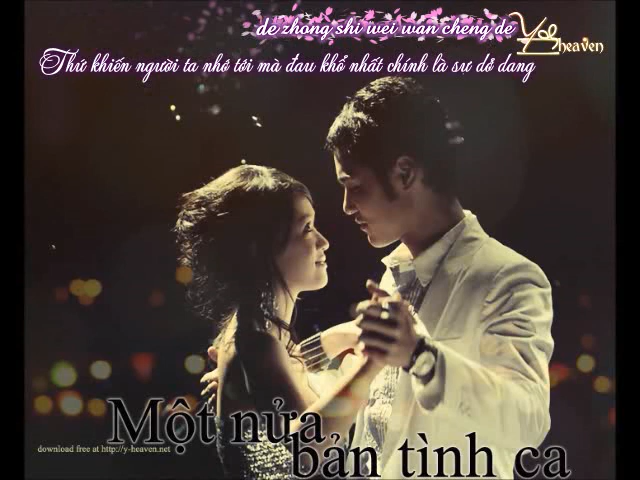 de zhong shi wei wan cheng de
Y
heaven
Thứ khiến người ta nhớ tới mà đau khổ nhất chính là sự dở dang
Một nửa
bản tình ca
download free at http://y-heaven.net